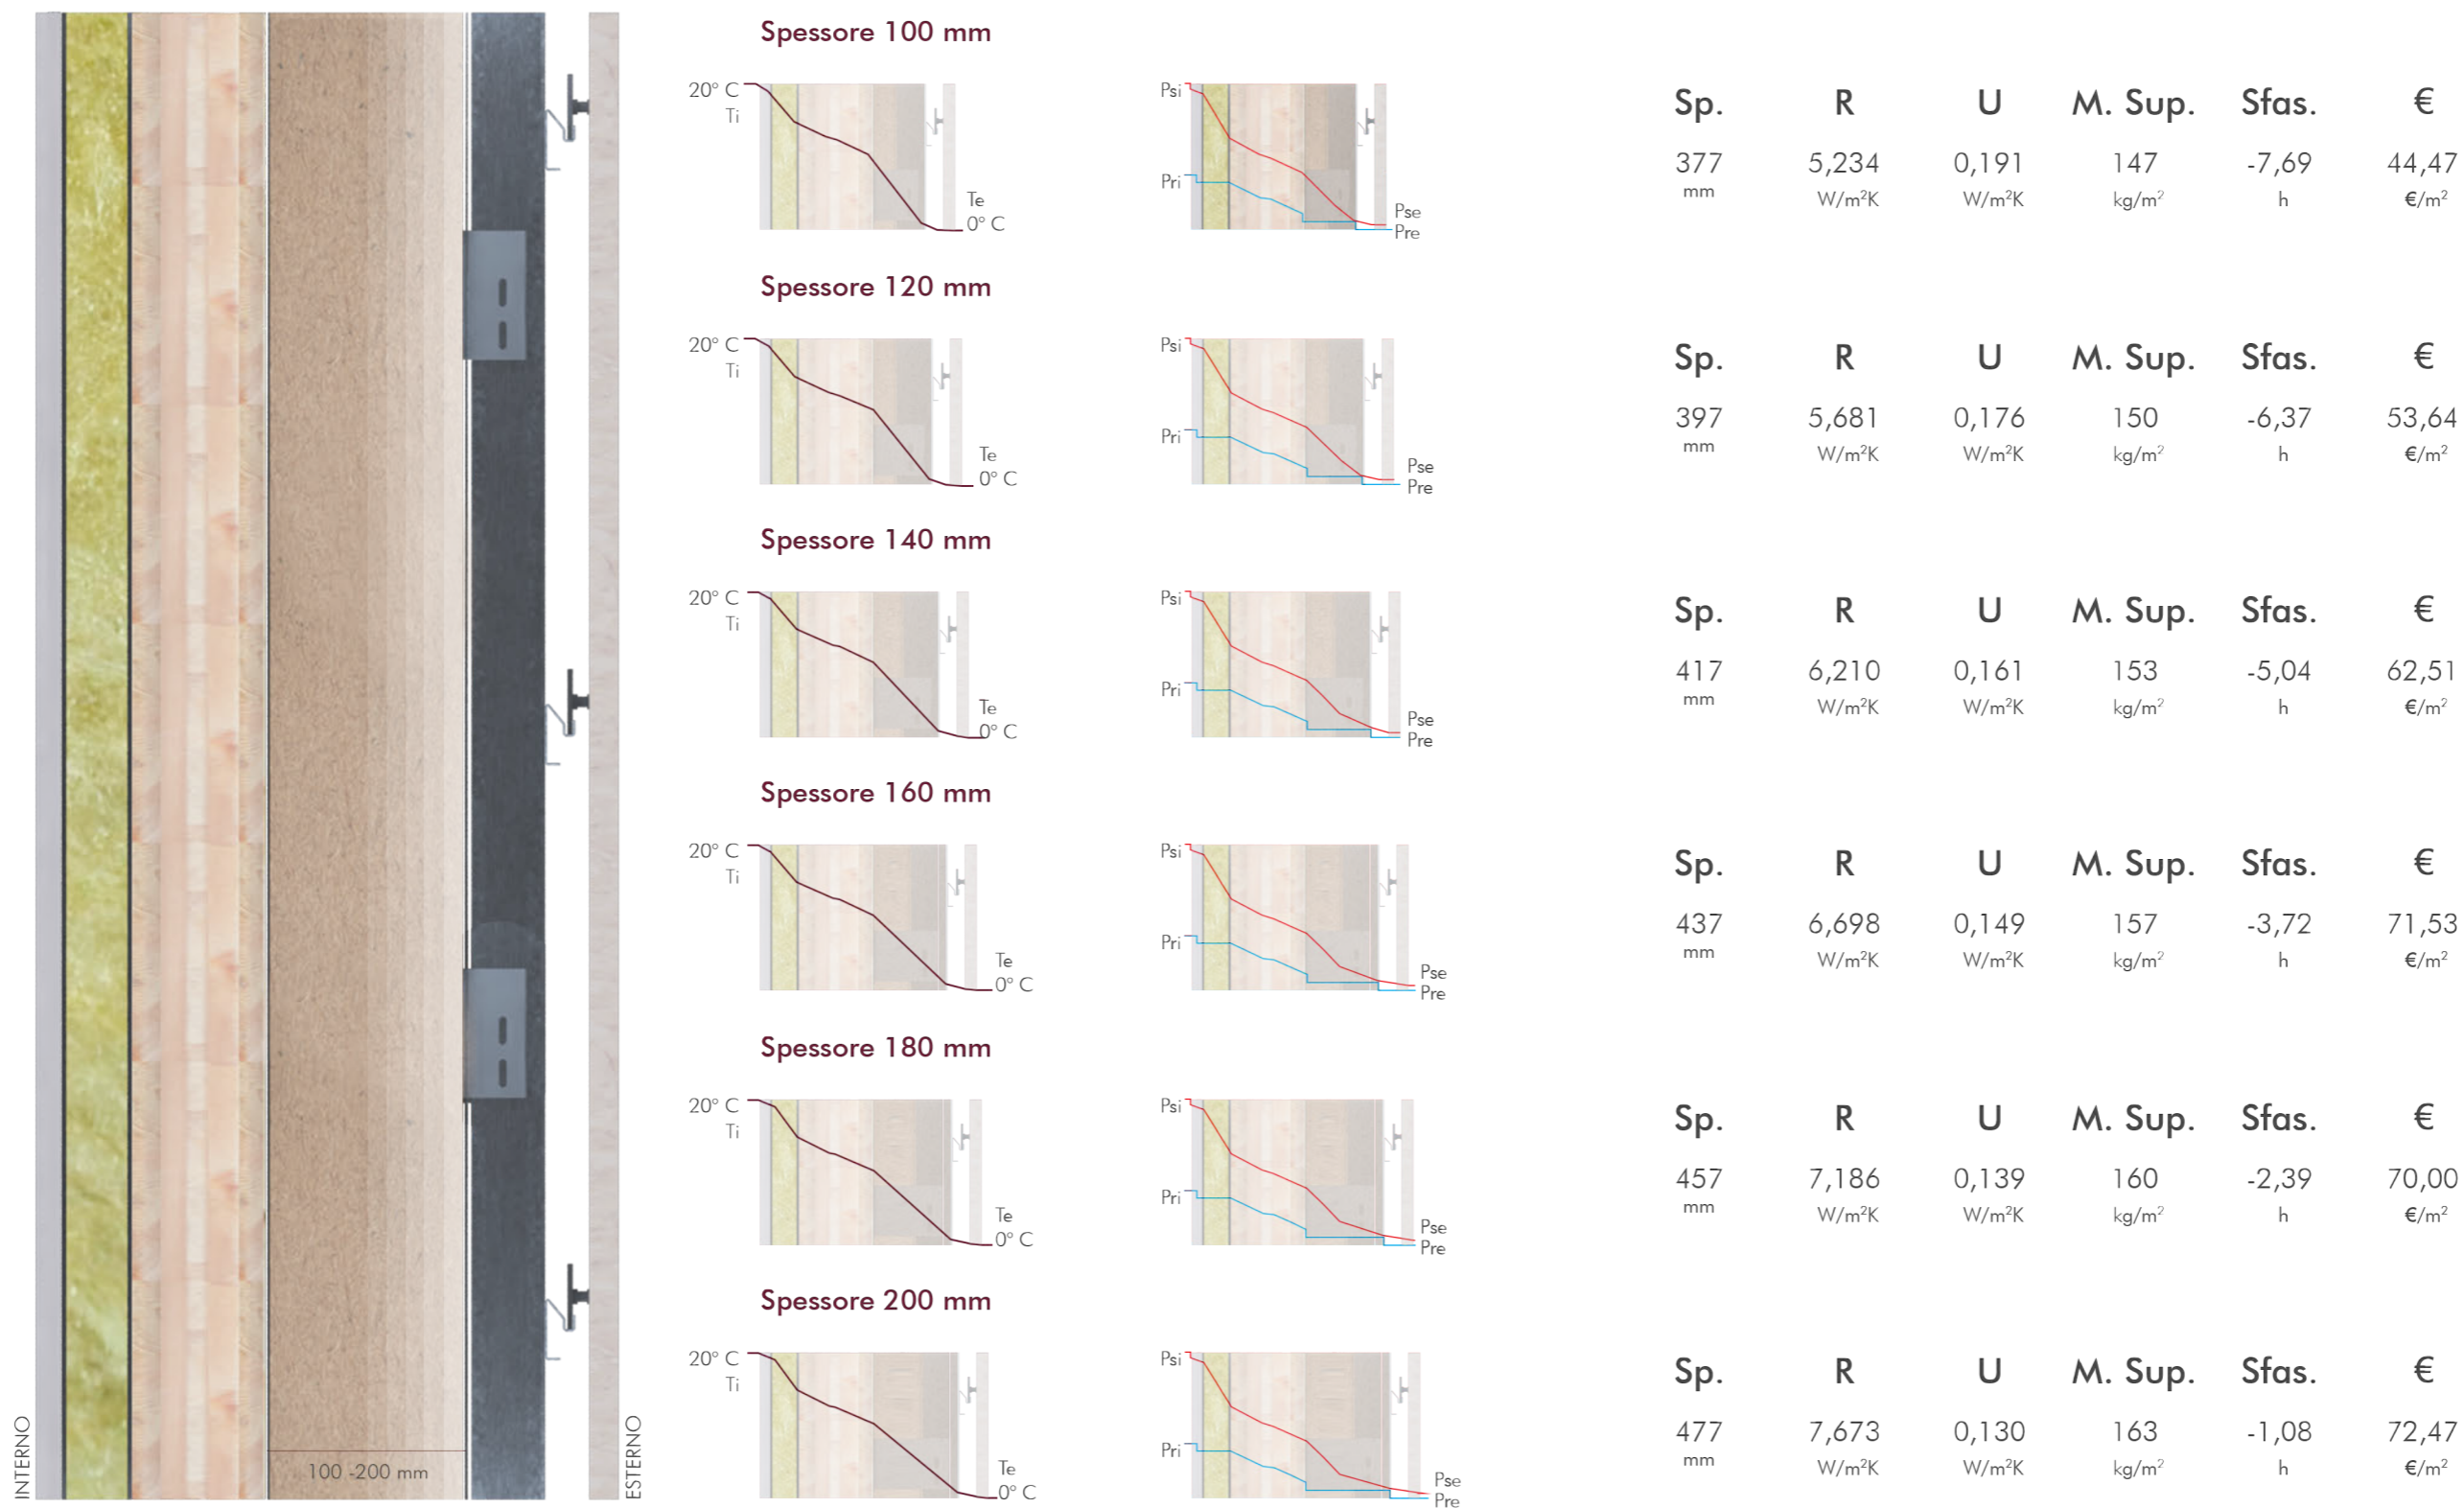 INTERNO
100 -200 mm
ESTERNO
Spessore 100 mm
20° C
Ti
Te
0° C
Psi
Pri
Pse
Pre
Sp. R U M. Sup. Sfas. €
377 5,234 0,191 147 -7,69 44,47
mm W/m²K W/m²K kg/m² h €/m²
Spessore 120 mm
20° C
Ti
Te
0° C
Psi
Pri
Pse
Pre
Sp. R U M. Sup. Sfas. €
397 5,681 0,176 150 -6,37 53,64
mm W/m²K W/m²K kg/m² h €/m²
Spessore 140 mm
20° C
Ti
Te
0° C
Psi
Pri
Pse
Pre
Sp. R U M. Sup. Sfas. €
417 6,210 0,161 153 -5,04 62,51
mm W/m²K W/m²K kg/m² h €/m²
Spessore 160 mm
20° C
Ti
Te
0° C
Psi
Pri
Pse
Pre
Sp. R U M. Sup. Sfas. €
437 6,698 0,149 157 -3,72 71,53
mm W/m²K W/m²K kg/m² h €/m²
Spessore 180 mm
20° C
Ti
Te
0° C
Psi
Pri
Pse
Pre
Sp. R U M. Sup. Sfas. €
457 7,186 0,139 160 -2,39 70,00
mm W/m²K W/m²K kg/m² h €/m²
Spessore 200 mm
20° C
Ti
Te
0° C
Psi
Pri
Pse
Pre
Sp. R U M. Sup. Sfas. €
477 7,673 0,130 163 -1,08 72,47
mm W/m²K W/m²K kg/m² h €/m²